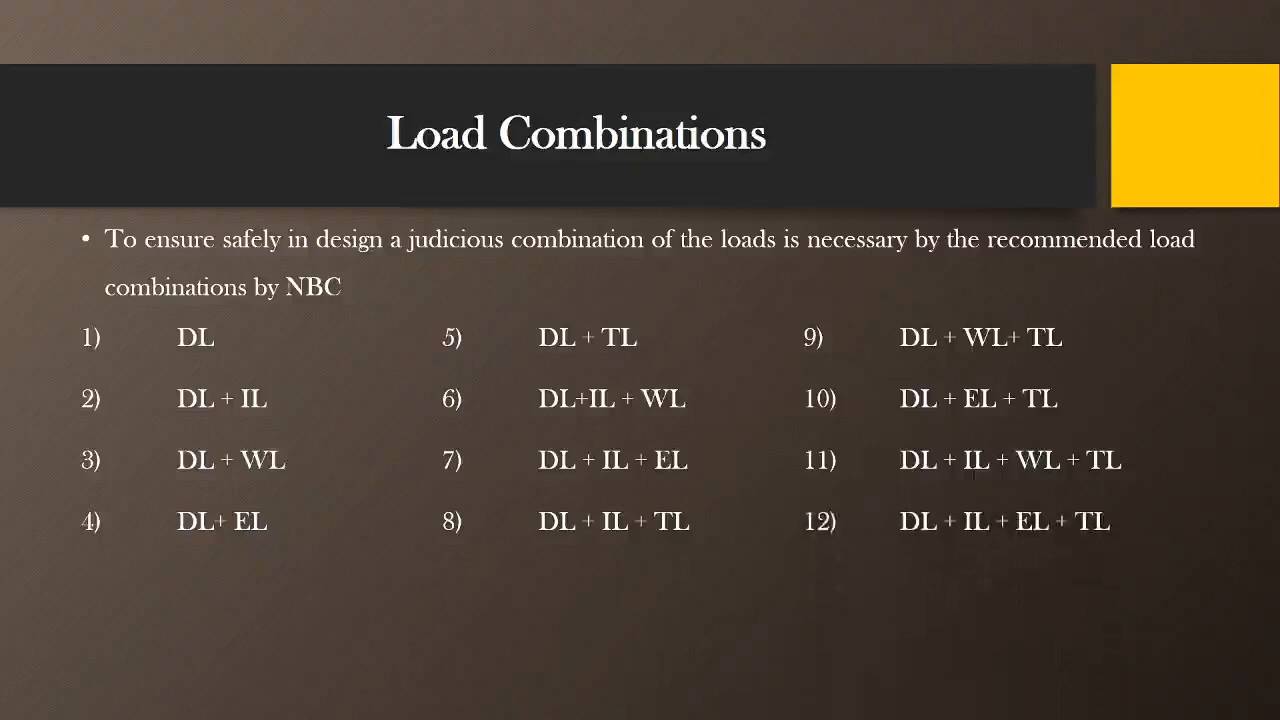 Load Combinations
• To ensure safely in design a judicious combination of the loads is necessary by the recommended load
combinations by NBC
1) DL 5) DL + TL 9) DL + WL+ TL
2) DL + IL 6) DL+IL + WL 10) DL + EL + TL
3) DL + WL 7) DL + IL + EL 11) DL + IL + WL + TL
4) DL+ EL 8) DL + IL + TL 12) DL + IL + EL + TL